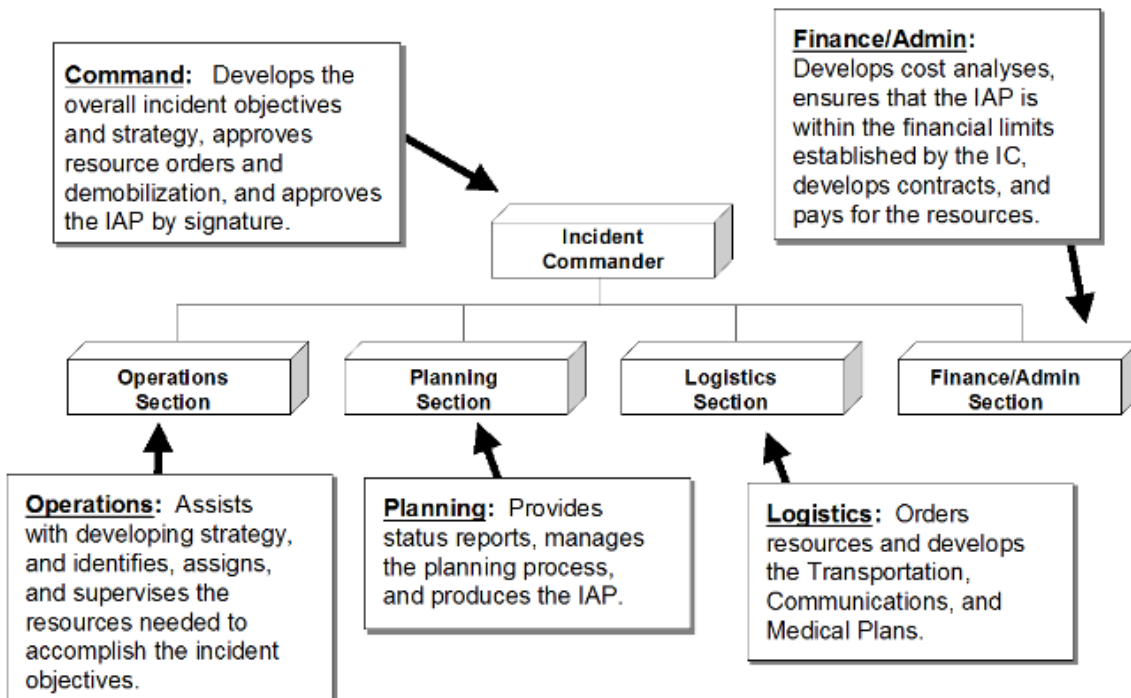 Command: Develops the
overall incident objectives
and strategy, approves
resource orders and
demobilization, and approves
the IAP by signature.
Finance/Admin:
Develops cost analyses,
ensures that the IAP is
within the financial limits
established by the IC,
develops contracts, and
pays for the resources.
Incident
Commander
Operations
Section
Planning
Section
Logistics
Section
Finance/Admin
Section
Operations: Assists
with developing strategy,
and identifies, assigns,
and supervises the
resources needed to
accomplish the incident
objectives.
Planning: Provides
status reports, manages
the planning process,
and produces the IAP.
Logistics: Orders
resources and develops
the Transportation,
Communications, and
Medical Plans.